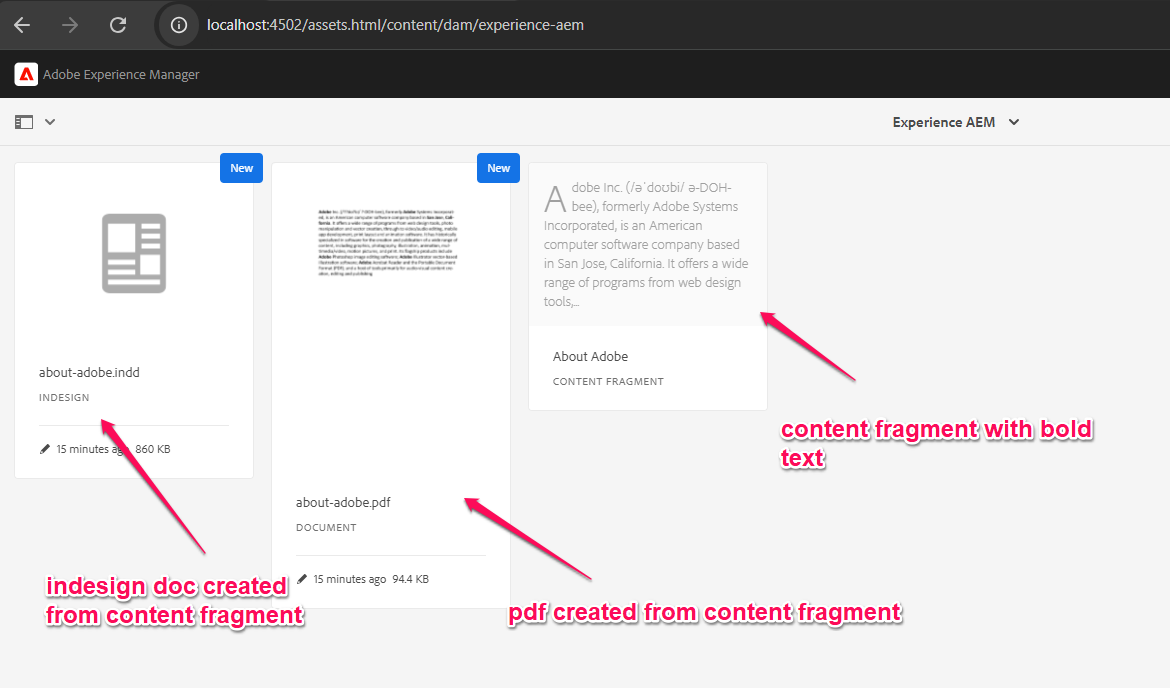 localhost:4502/assets.html/content/dam/experience-aem
Adobe Experience Manager
Experience AEM
New
about-adobe.indd
INDESIGN
15 minutes ago 860 KB
New
about-adobe.pdf
DOCUMENT
15 minutes ago 94.4 KB
Adobe Inc. (/əˈdoʊbi/ ə-DOH-
bee), formerly Adobe Systems
Incorporated, is an American
computer software company based
in San Jose, California. It offers a wide
range of programs from web design
tools,...
About Adobe
CONTENT FRAGMENT
content fragment with bold
text
indesign doc created
from content fragment
pdf created from content fragment